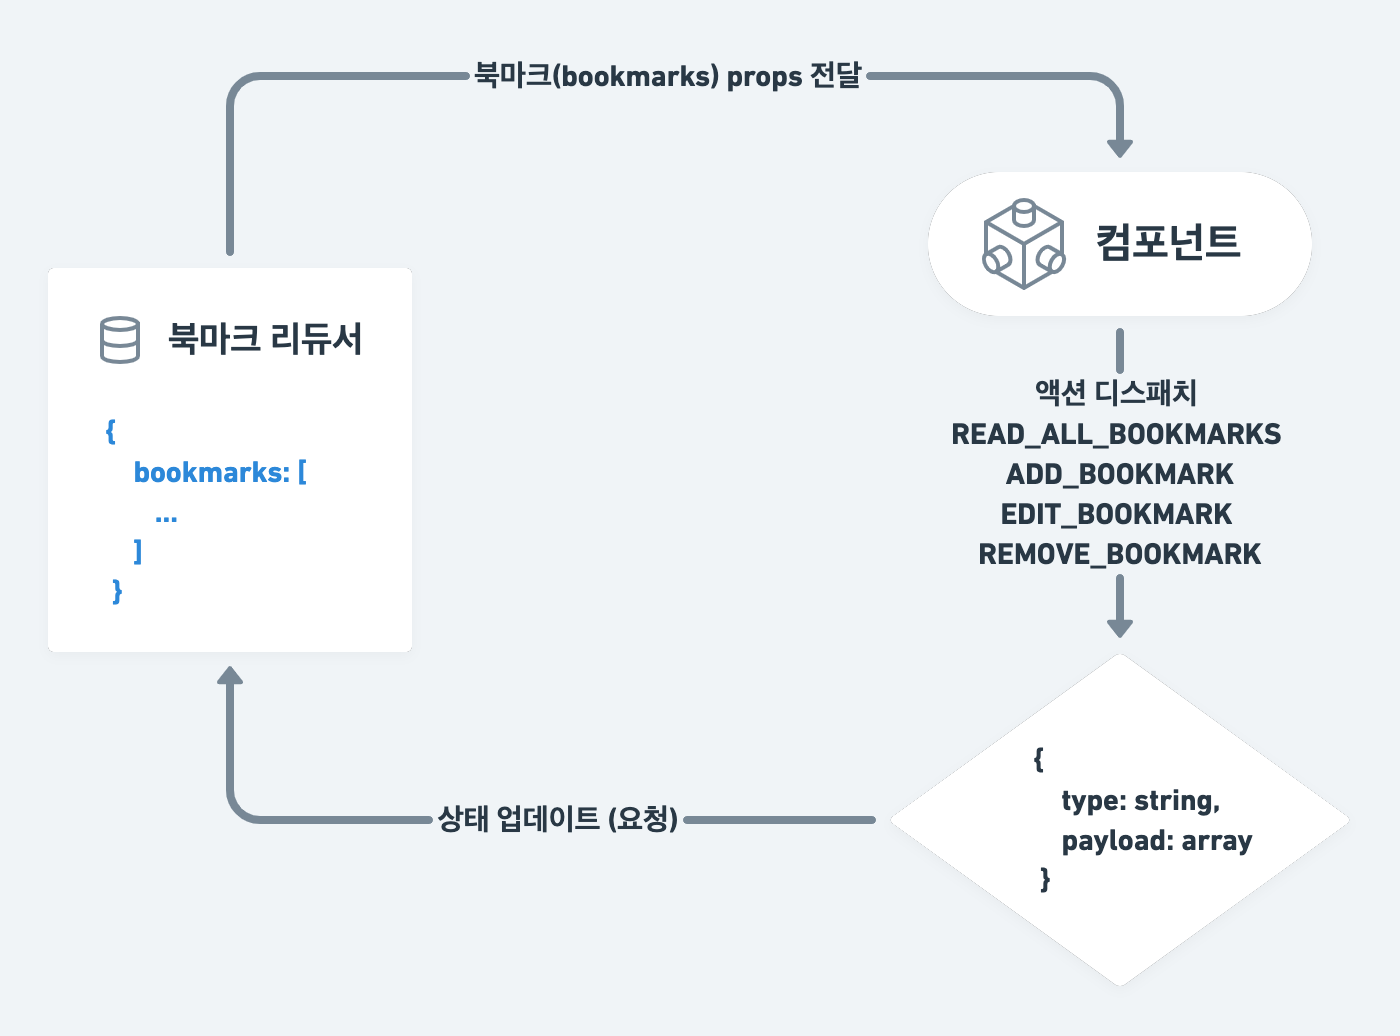 북마크(bookmarks) props 전달
컴포넌트
북마크 리듀서
{
bookmarks: [
...
]
}
액션 디스패치
READ_ALL_BOOKMARKS
ADD_BOOKMARK
EDIT_BOOKMARK
REMOVE_BOOKMARK
{
type: string,
payload: array
}
상태 업데이트 (요청)